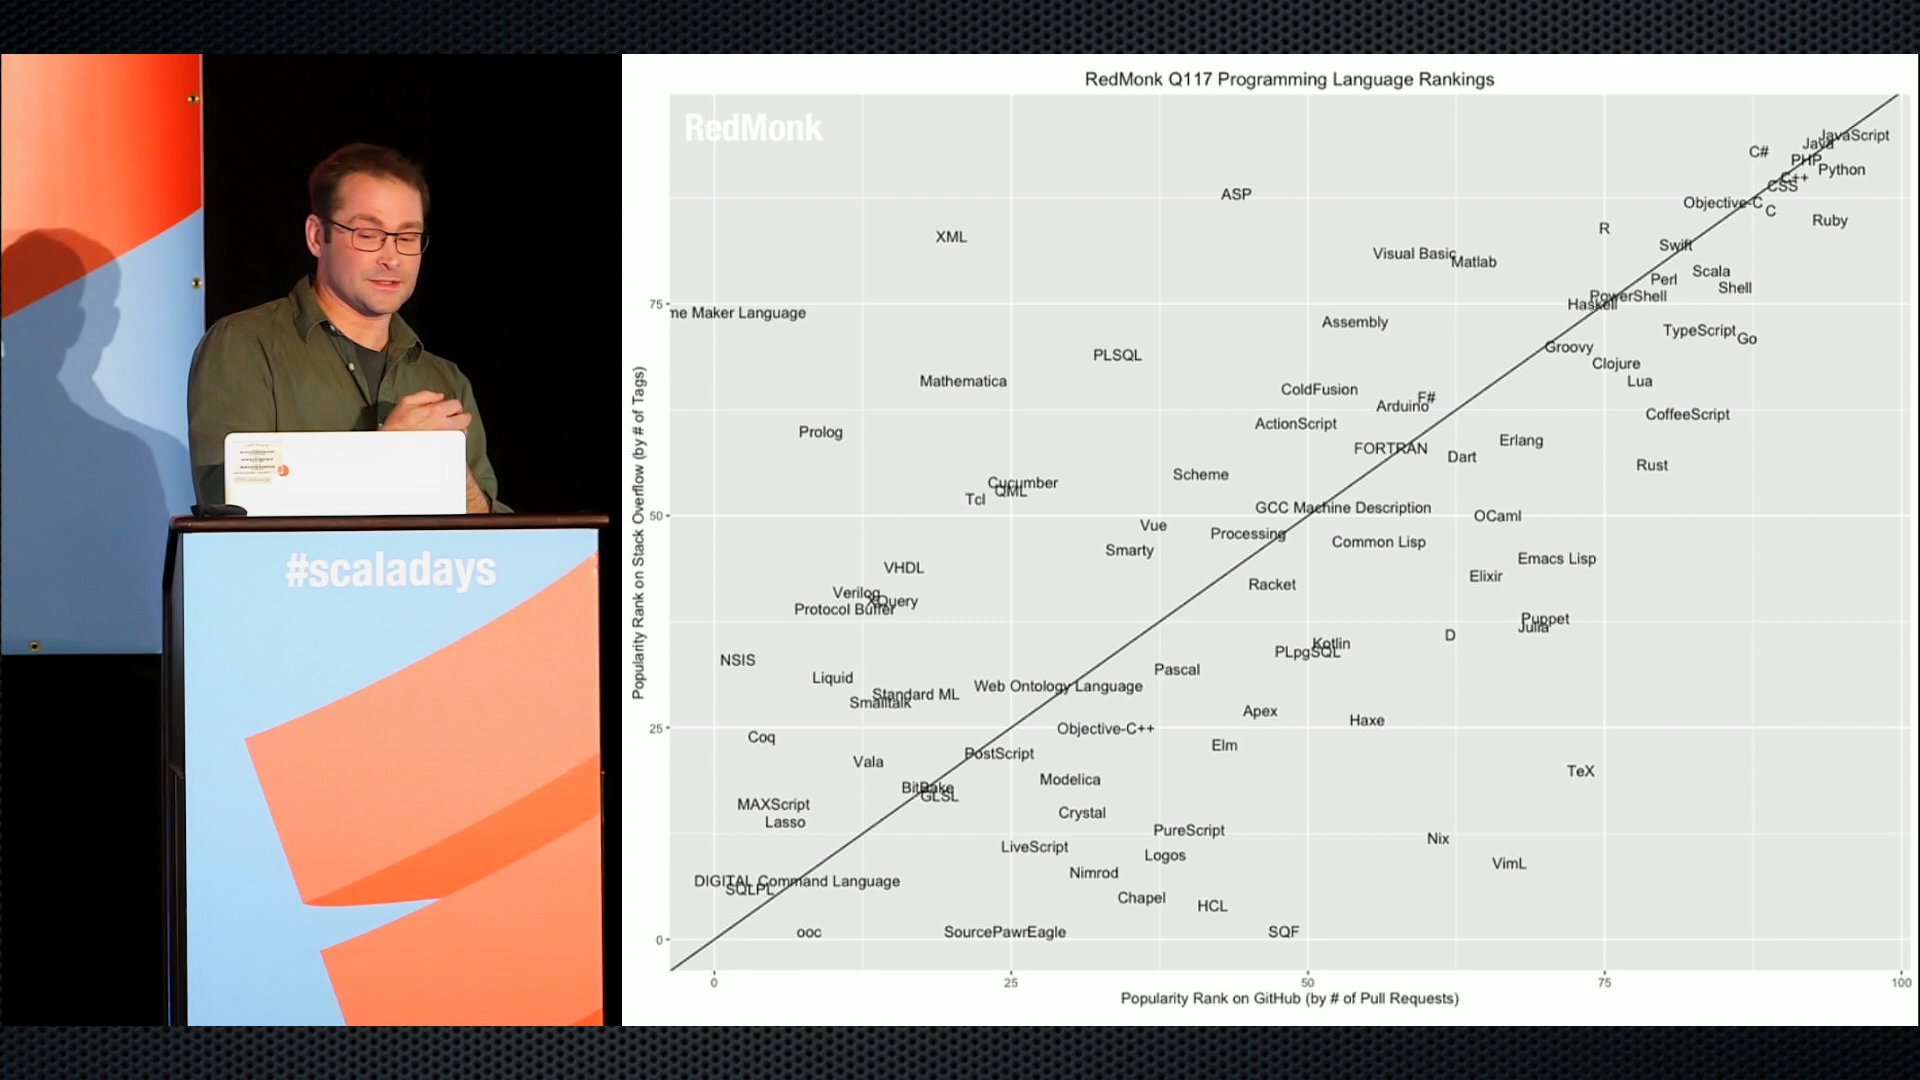 RedMonk Q117 Programming Language Rankings
RedMonk
JavaScript
Java
C#
PHP
Python
C++
CSS
ASP
Objective-C
C
Ruby
R
XML
Swift
Visual Basic
Matlab
Scala
Perl
Shell
PowerShell
Haskell
75
me Maker Language
Assembly
TypeScript
Go
Groovy
PLSQL
Clojure
Mathematica
Lua
ColdFusion
F#
Arduino
CoffeeScript
ActionScript
Prolog
Erlang
FORTRAN
Dart
Rust
Scheme
Cucumber
QML
Tcl
GCC Machine Description
50
OCaml
Vue
Processing
Common Lisp
Smarty
Emacs Lisp
VHDL
Elixir
Racket
Verilog
XQuery
Protocol Buffer
Puppet
Julia
D
Kotlin
PLpgSQL
NSIS
Pascal
Liquid
Web Ontology Language
Standard ML
Smalltalk
Apex
Haxe
25
Objective-C++
Coq
Elm
PostScript
Vala
TeX
Modelica
BitBake
GLSL
MAXScript
Crystal
Lasso
PureScript
Nix
LiveScript
Logos
VimL
Nimrod
DIGITAL Command Language
SQLPL
Chapel
HCL
0
ooc
SourcePawrEagle
SQF
0
25
50
75
100
Popularity Rank on GitHub (by # of Pull Requests)
Popularity Rank on Stack Overflow (by # of Tags)
#scaladays